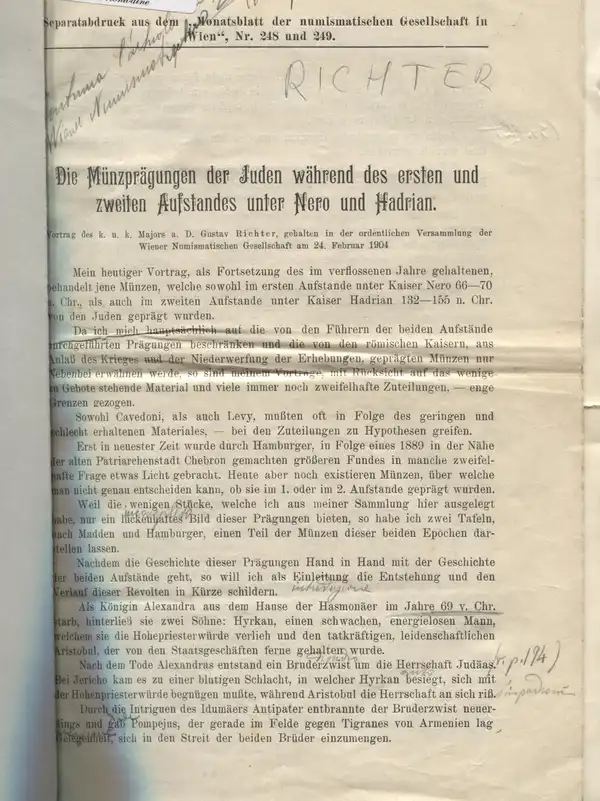 Separatabdruck aus dem „Monatsblatt der numismatischen Gesellschaft in
Wien“, Nr. 248 und 249.
RICHTER
Die Münzprägungen der Juden während des ersten und
zweiten Aufstandes unter Nero und Hadrian.
Vortrag des k. u. k. Majors a. D. Gustav Richter, gehalten in der ordentlichen Versammlung der
Wiener Numismatischen Gesellschaft am 24. Februar 1904
Mein heutiger Vortrag, als Fortsetzung des im verflossenen Jahre gehaltenen,
behandelt jene Münzen, welche sowohl im ersten Aufstande unter Kaiser Nero 66—70
n. Chr., als auch im zweiten Aufstande unter Kaiser Hadrian 132—155 n. Chr.
von den Juden geprägt wurden.
Da ich mich hauptsächlich auf die von den Führern der beiden Aufstände
durchgeführten Prägungen beschränken und die von den römischen Kaisern, aus
Anlaß des Krieges und der Niederwerfung der Erhebungen, geprägten Münzen nur
nebenbei erwähnen werde, so sind meinem Vortrage, mit Rücksicht auf das wenige
zu Gebote stehende Material und viele immer noch zweifelhafte Zuteilungen, — enge
Grenzen gezogen.
Sowohl Cavedoni, als auch Levy, mußten oft in Folge des geringen und
schlecht erhaltenen Materiales, — bei den Zuteilungen zu Hypothesen greifen.
Erst in neuester Zeit wurde durch Hamburger, in Folge eines 1889 in der Nähe
der alten Patriarchenstadt Chebron gemachten größeren Fundes in manche zweifel-
hafte Frage etwas Licht gebracht. Heute aber noch existieren Münzen, über welche
man nicht genau entscheiden kann, ob sie im 1. oder im 2. Aufstande geprägt wurden.
Weil die wenigen Stücke, welche ich aus meiner Sammlung hier ausgelegt
habe, nur ein lückenhaftes Bild dieser Prägungen bieten, so habe ich zwei Tafeln,
nach Madden und Hamburger, einen Teil der Münzen dieser beiden Epochen dar-
stellen lassen.
Nachdem die Geschichte dieser Prägungen Hand in Hand mit der Geschichte
der beiden Aufstände geht, so will ich als Einleitung die Entstehung und den
Verlauf dieser Revolten in Kürze schildern.
Als Königin Alexandra aus dem Hause der Hasmonäer im Jahre 69 v. Chr.
starb, hinterließ sie zwei Söhne: Hyrkan, einen schwachen, energielosen Mann,
welchem sie die Hohepriesterwürde verlieh und den tatkräftigen, leidenschaftlichen
Aristobul, der von den Staatsgeschäften ferne gehalten wurde.
Nach dem Tode Alexandras entstand ein Bruderzwist um die Herrschaft Judäas. p. 194)
Bei Jericho kam es zu einer blutigen Schlacht, in welcher Hyrkan besiegt, sich mit
der Hohenpriesterwürde begnügen mußte, während Aristobul die Herrschaft an sich riß.
Durch die Intriguen des Idumäers Antipater entbrannte der Bruderzwist neuer-
dings und gab Pompejus, der gerade im Felde gegen Tigranes von Armenien lag
Gelegenheit, sich in den Streit der beiden Brüder einzumengen.